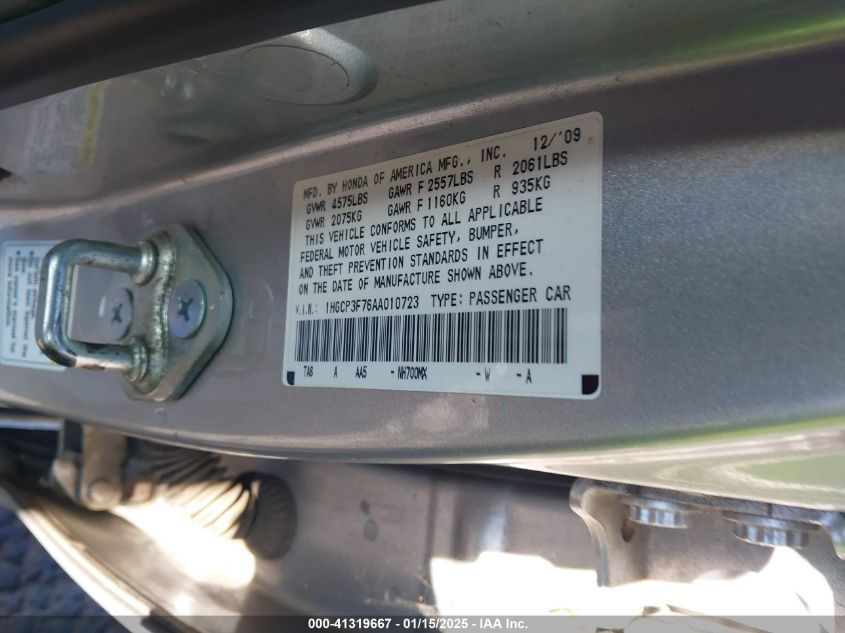 MFD. BY HONDA OF AMERICA MFG., INC. 12/'09
GVWR 4575LBS GAWR F 2557LBS R 2061LBS
GVWR 2075KG GAWR F 1160KG R 935KG
THIS VEHICLE CONFORMS TO ALL APPLICABLE
FEDERAL MOTOR VEHICLE SAFETY, BUMPER,
AND THEFT PREVENTION STANDARDS IN EFFECT
ON THE DATE OF MANUFACTURE SHOWN ABOVE.
V.I.N.: 1HGCP3F76AA010723 TYPE: PASSENGER CAR
TA6 A AA5 - NH700MX - W - A
000-41319667 - 01/15/2025 - IAA Inc.